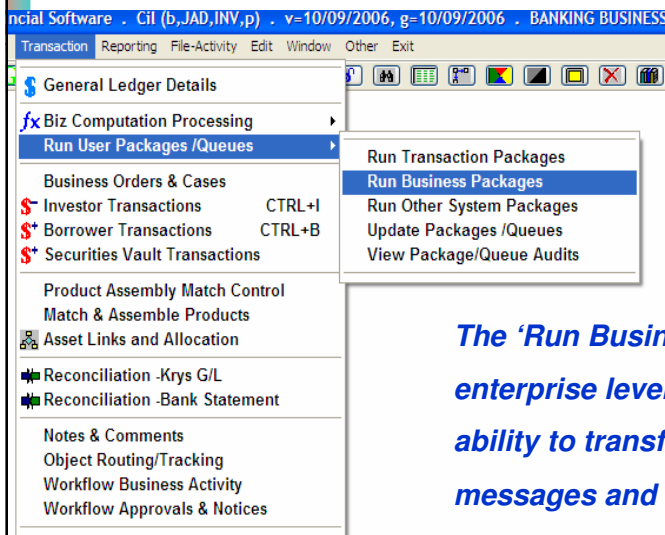 ncial Software . Cil (b,JAD,INV,p) . v=10/09/2006, g=10/09/2006 . BANKING BUSINESS
Transaction Reporting File-Activity Edit Window Other Exit
$ General Ledger Details
fx Biz Computation Processing
Run User Packages /Queues
Run Transaction Packages
Run Business Packages
Run Other System Packages
Update Packages /Queues
View Package/Queue Audits
Business Orders & Cases
$- Investor Transactions CTRL+I
$+ Borrower Transactions CTRL+B
$+ Securities Vault Transactions
Product Assembly Match Control
Match & Assemble Products
Asset Links and Allocation
Reconciliation -Krys G/L
Reconciliation -Bank Statement
Notes & Comments
Object Routing/Tracking
Workflow Business Activity
Workflow Approvals & Notices
The ‘Run Busin
enterprise level
ability to transf
messages and